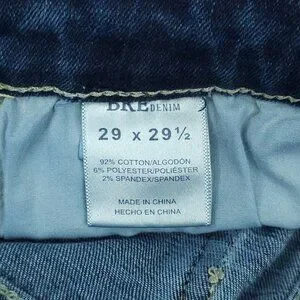 BRE DENIM
29 x 29½
92% COTTON/ALGODÓN
6% POLYESTER/POLIÉSTER
2% SPANDEX/SPANDEX
MADE IN CHINA
HECHO EN CHINA